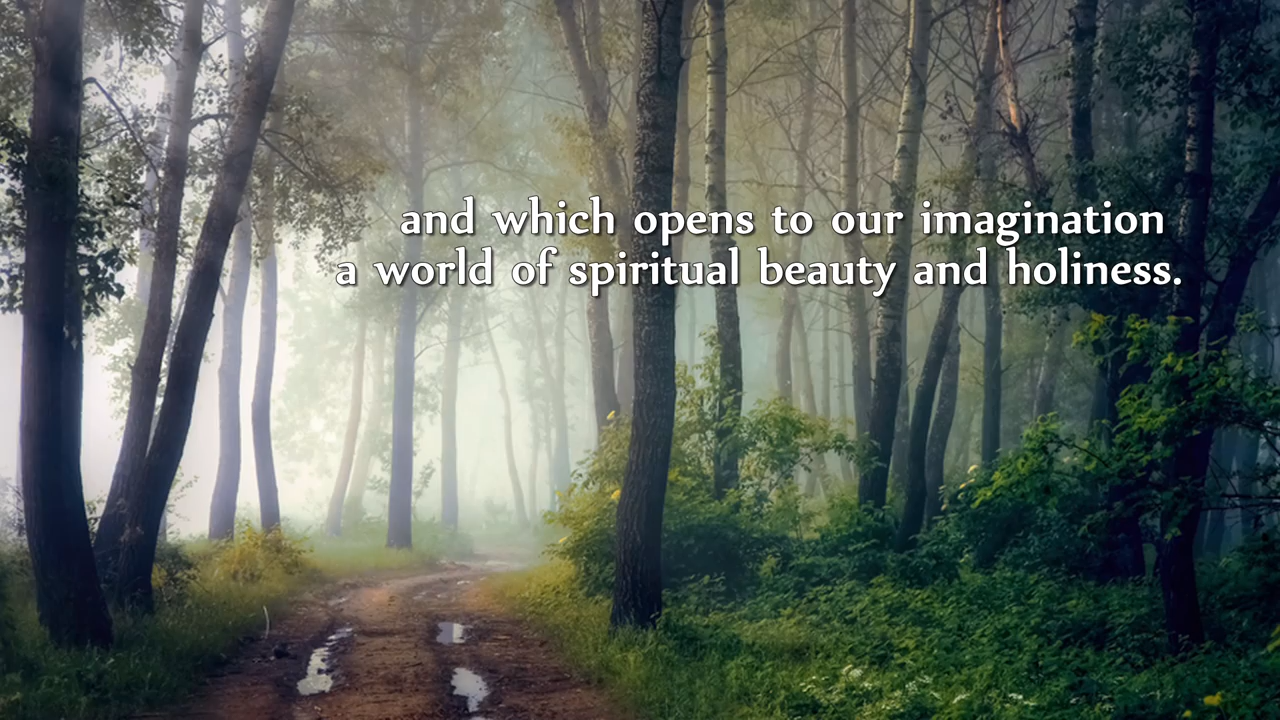 and which opens to our imagination
a world of spiritual beauty and holiness.